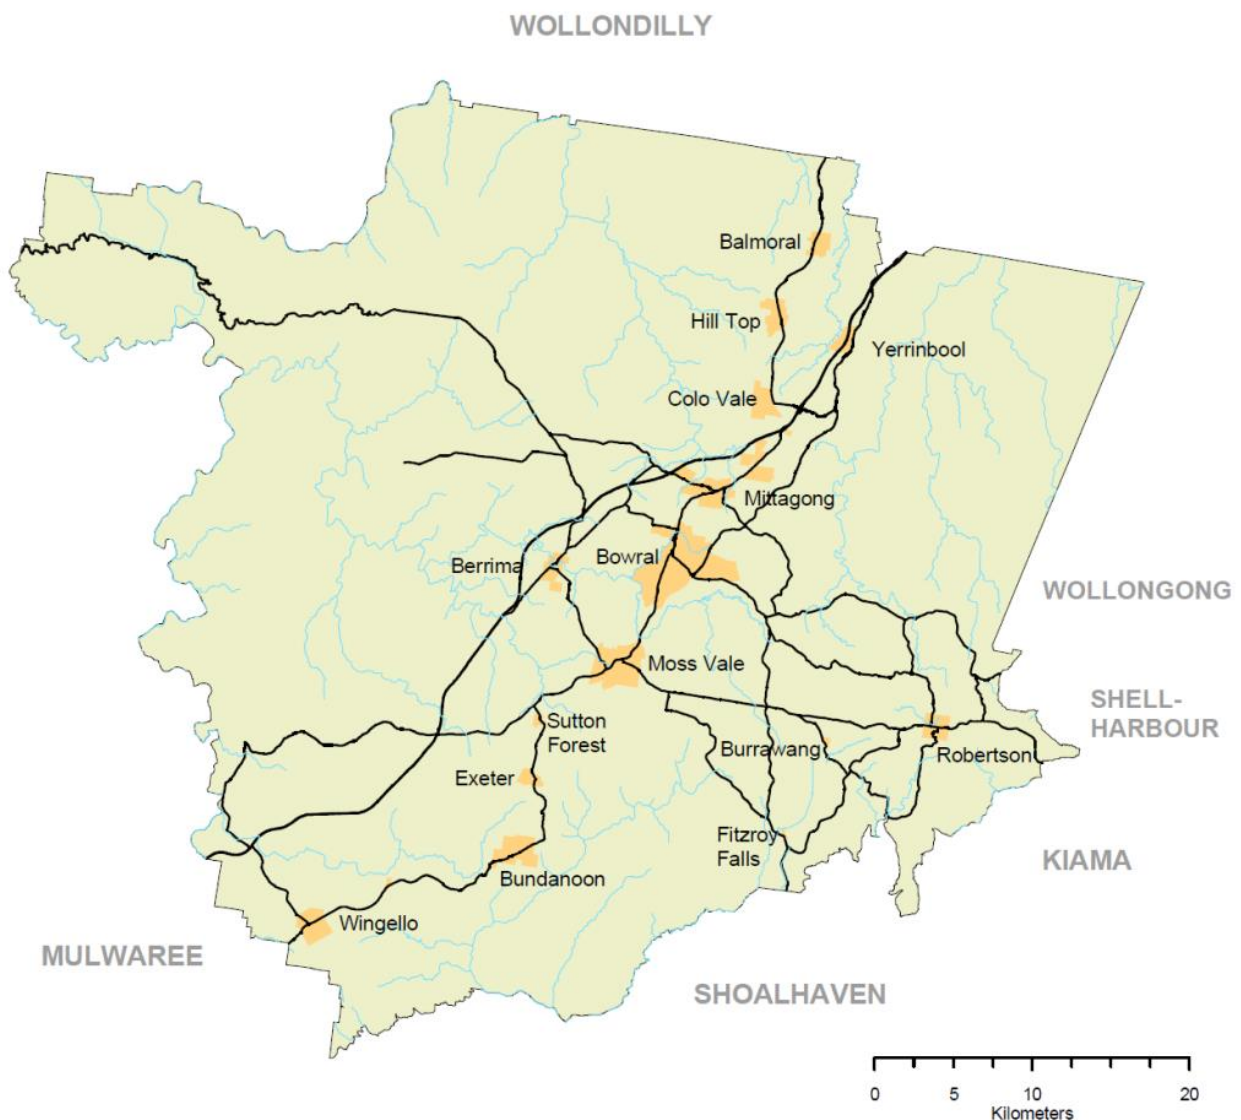 WOLLONDILLY
Balmoral
Hill Top
Yerrinbool
Colo Vale
Mittagong
Berrima
Bowral
WOLLONGONG
Moss Vale
SHELL-
HARBOUR
Sutton
Forest
Burrawang
Robertson
Exeter
Fitzroy
Falls
KIAMA
Bundanoon
Wingello
MULWAREE
SHOALHAVEN
0 5 10 20
Kilometers